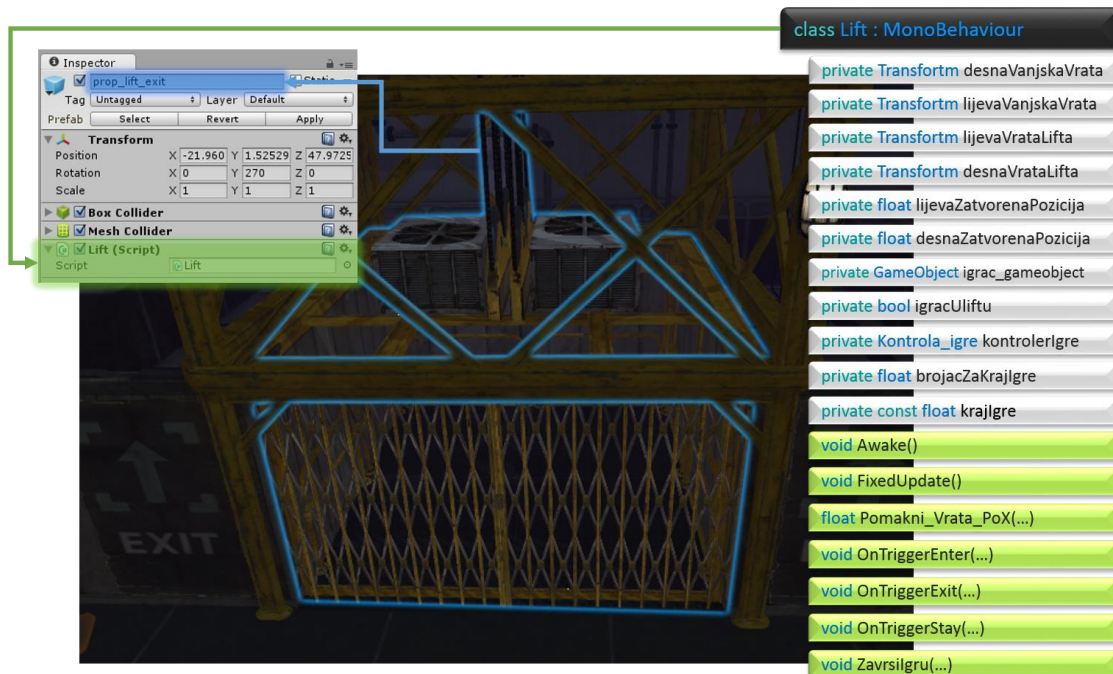 class Lift : MonoBehaviour
Inspector
prop_lift_exit
Static
Tag Untagged Layer Default
Prefab Select Revert Apply
Transform
Position X -21.960 Y 1.52529 Z 47.9725
Rotation X 0 Y 270 Z 0
Scale X 1 Y 1 Z 1
Box Collider
Mesh Collider
Lift (Script)
Script Lift
EXIT
private Transfortm desnaVanjskaVrata
private Transfortm lijevaVanjskaVrata
private Transfortm lijevaVrataLifta
private Transfortm desnaVrataLifta
private float lijevaZatvorenaPozicija
private float desnaZatvorenaPozicija
private GameObject igrac_gameobject
private bool igracUliftu
private Kontrola_igre kontrolerIgre
private float brojacZaKrajIgre
private const float krajIgre
void Awake()
void FixedUpdate()
float Pomakni_Vrata_PoX(...)
void OnTriggerEnter(...)
void OnTriggerExit(...)
void OnTriggerStay(...)
void ZavrsiIgru(...)